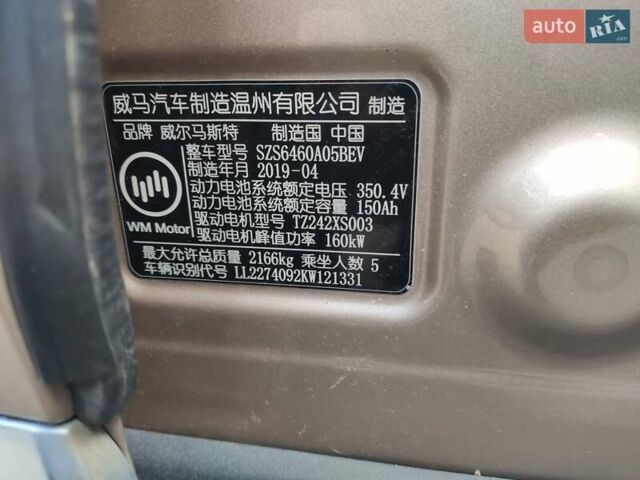 auto RIA .com
威马汽车制造温州有限公司 制造
品牌 威尔马斯特 制造国 中国
整车型号 SZS6460A05BEV
制造年月 2019-04
动力电池系统额定电压 350.4V
动力电池系统额定容量 150Ah
驱动电机型号 TZ242XS003
驱动电机峰值功率 160kW
WM Motor
最大允许总质量 2166kg 乘坐人数 5
车辆识别代号 LL2274092KW121331